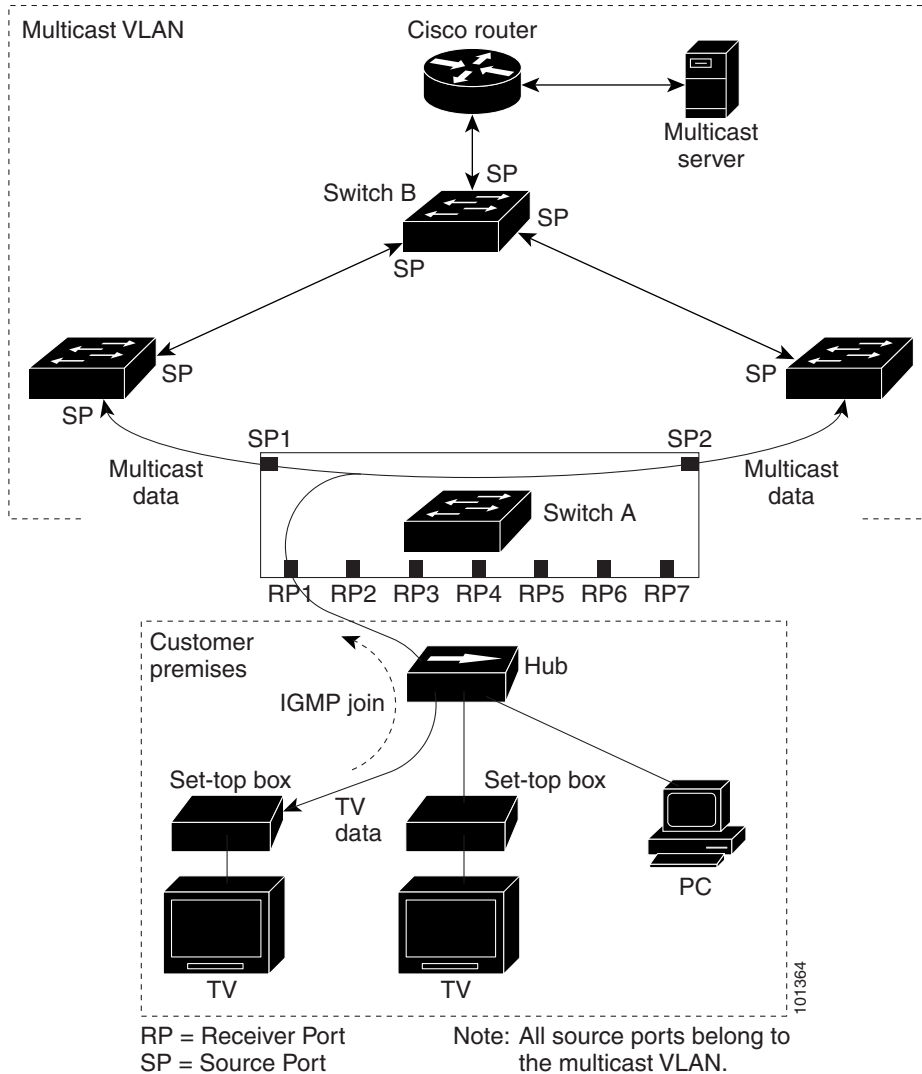 Multicast VLAN
Cisco router
Multicast
server
SP
Switch B
SP
SP
SP
SP
SP
SP1
SP2
Multicast
data
Multicast
data
Switch A
RP1
RP2
RP3
RP4
RP5
RP6
RP7
Customer
premises
Hub
IGMP join
Set-top box
Set-top box
TV
data
PC
TV
TV
101364
RP = Receiver Port
SP = Source Port
Note: All source ports belong to
the multicast VLAN.